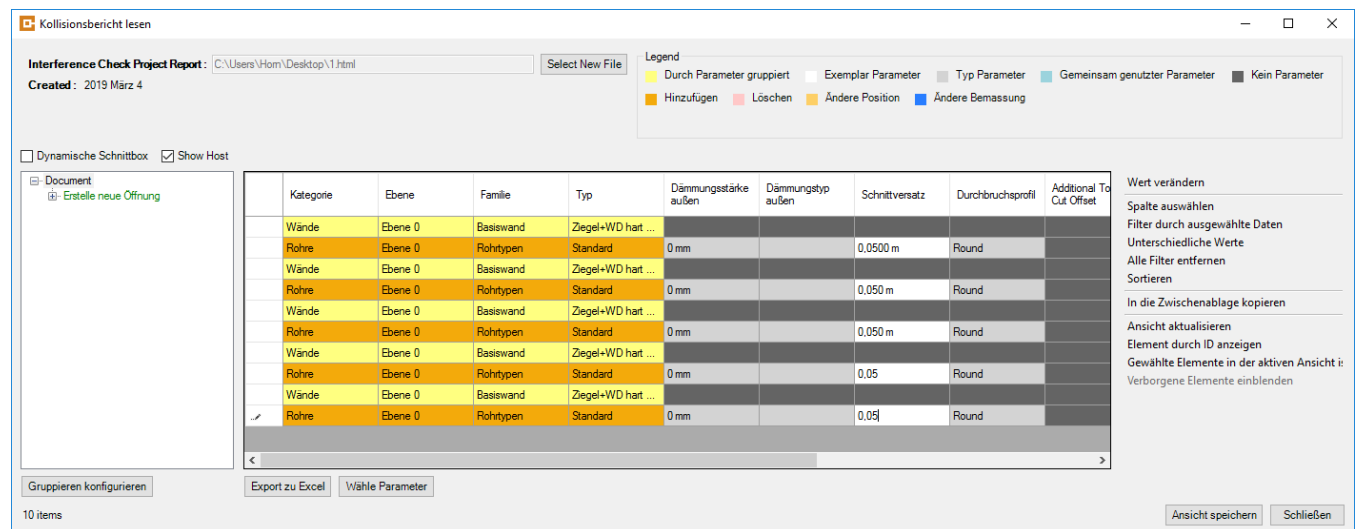 Kollisionsbericht lesen
Interference Check Project Report : C:\Users\Horn\Desktop\1.html Select New File
Created : 2019 März 4
Legend
Durch Parameter gruppiert Exemplar Parameter Typ Parameter Gemeinsam genutzter Parameter Kein Parameter
Hinzufügen Löschen Ändere Position Ändere Bemassung
Dynamische Schnittbox Show Host
Document
Erstelle neue Öffnung
Kategorie Ebene Familie Typ Dämmungsstärke außen Dämmungstyp außen Schnittversatz Durchbruchsprofil Additional To Cut Offset
Wände Ebene 0 Basiswand Ziegel+WD hart ...
Rohre Ebene 0 Rohrtypen Standard 0 mm 0,0500 m Round
Wände Ebene 0 Basiswand Ziegel+WD hart ...
Rohre Ebene 0 Rohrtypen Standard 0 mm 0,050 m Round
Wände Ebene 0 Basiswand Ziegel+WD hart ...
Rohre Ebene 0 Rohrtypen Standard 0 mm 0,050 m Round
Wände Ebene 0 Basiswand Ziegel+WD hart ...
Rohre Ebene 0 Rohrtypen Standard 0 mm 0,05 Round
Wände Ebene 0 Basiswand Ziegel+WD hart ...
Rohre Ebene 0 Rohrtypen Standard 0 mm 0,05 Round
Wert verändern
Spalte auswählen
Filter durch ausgewählte Daten
Unterschiedliche Werte
Alle Filter entfernen
Sortieren
In die Zwischenablage kopieren
Ansicht aktualisieren
Element durch ID anzeigen
Gewählte Elemente in der aktiven Ansicht is
Verborgene Elemente einblenden
Gruppieren konfigurieren Export zu Excel Wähle Parameter
10 items Ansicht speichern Schließen